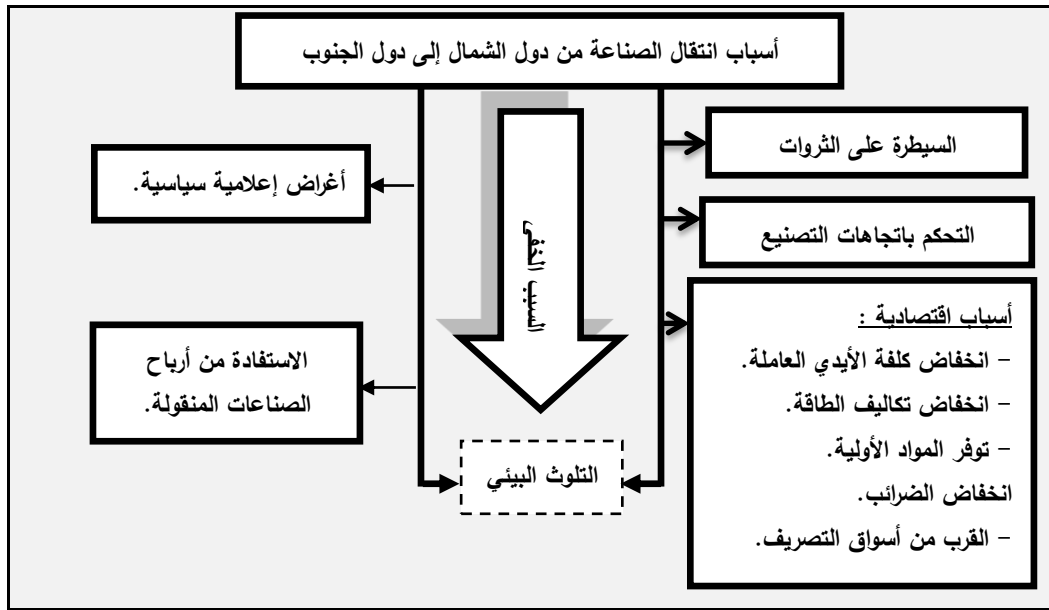 أسباب انتقال الصناعة من دول الشمال إلى دول الجنوب
السيطرة على الثروات
التحكم باتجاهات التصنيع
أسباب اقتصادية :
- انخفاض كلفة الأيدي العاملة.
- انخفاض تكاليف الطاقة.
- توفر المواد الأولية.
انخفاض الضرائب.
- القرب من أسواق التصريف.
السبب الخفي
أغراض إعلامية سياسية.
الاستفادة من أرباح
الصناعات المنقولة.
التلوث البيئي